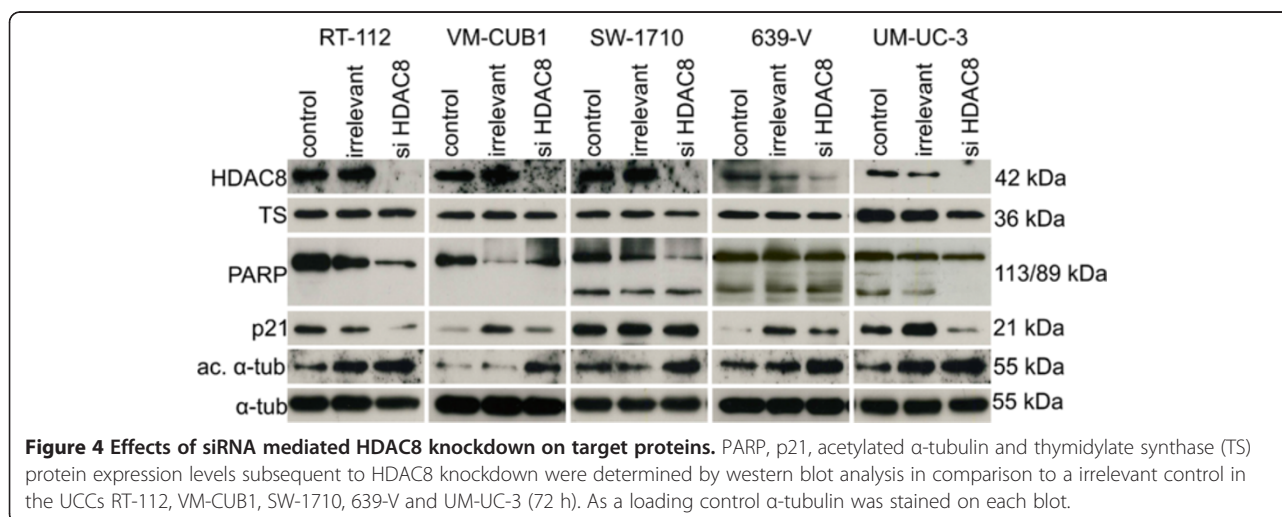 RT-112 VM-CUB1 SW-1710 639-V UM-UC-3
control irrelevant si HDAC8 control irrelevant si HDAC8 control irrelevant si HDAC8 control irrelevant si HDAC8 control irrelevant si HDAC8
HDAC8 42 kDa
TS 36 kDa
PARP 113/89 kDa
p21 21 kDa
ac. α-tub 55 kDa
α-tub 55 kDa
Figure 4 Effects of siRNA mediated HDAC8 knockdown on target proteins. PARP, p21, acetylated α-tubulin and thymidylate synthase (TS)
protein expression levels subsequent to HDAC8 knockdown were determined by western blot analysis in comparison to a irrelevant control in
the UCCs RT-112, VM-CUB1, SW-1710, 639-V and UM-UC-3 (72 h). As a loading control α-tubulin was stained on each blot.